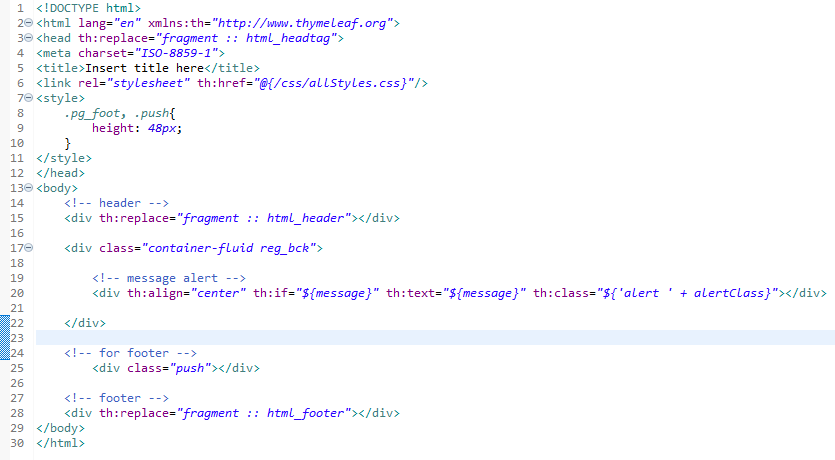 1 <!DOCTYPE html>
2 <html lang="en" xmlns:th="http://www.thymeleaf.org">
3 <head th:replace="fragment :: html_headtag">
4 <meta charset="ISO-8859-1">
5 <title>Insert title here</title>
6 <link rel="stylesheet" th:href="@{/css/allStyles.css}"/>
7 <style>
8     .pg_foot, .push{
9         height: 48px;
10     }
11 </style>
12 </head>
13 <body>
14     <!-- header -->
15     <div th:replace="fragment :: html_header"></div>
16
17     <div class="container-fluid reg_bck">
18
19         <!-- message alert -->
20         <div th:align="center" th:if="${message}" th:text="${message}" th:class="${'alert ' + alertClass}"></div>
21
22     </div>
23
24     <!-- for footer -->
25         <div class="push"></div>
26
27     <!-- footer -->
28     <div th:replace="fragment :: html_footer"></div>
29 </body>
30 </html>